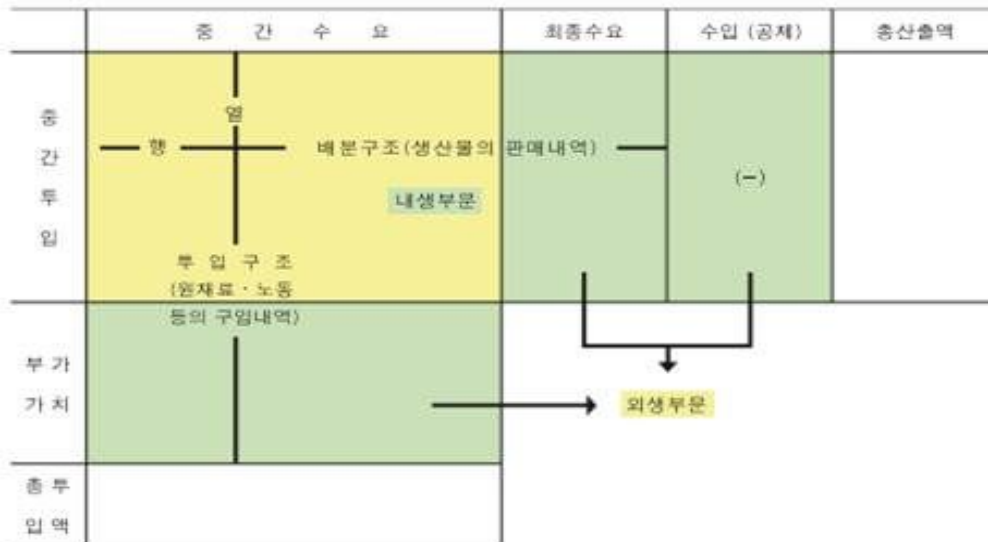 중 간 수 요 최종수요 수입 (공제) 총산출액
중
간
투
입
열
행 배분구조(생산물의 판매내역)
(-)
내생부문
투 입 구 조
(원재료 · 노동
등의 구입내역)
부 가
가 치
외생부문
총 투
입 액